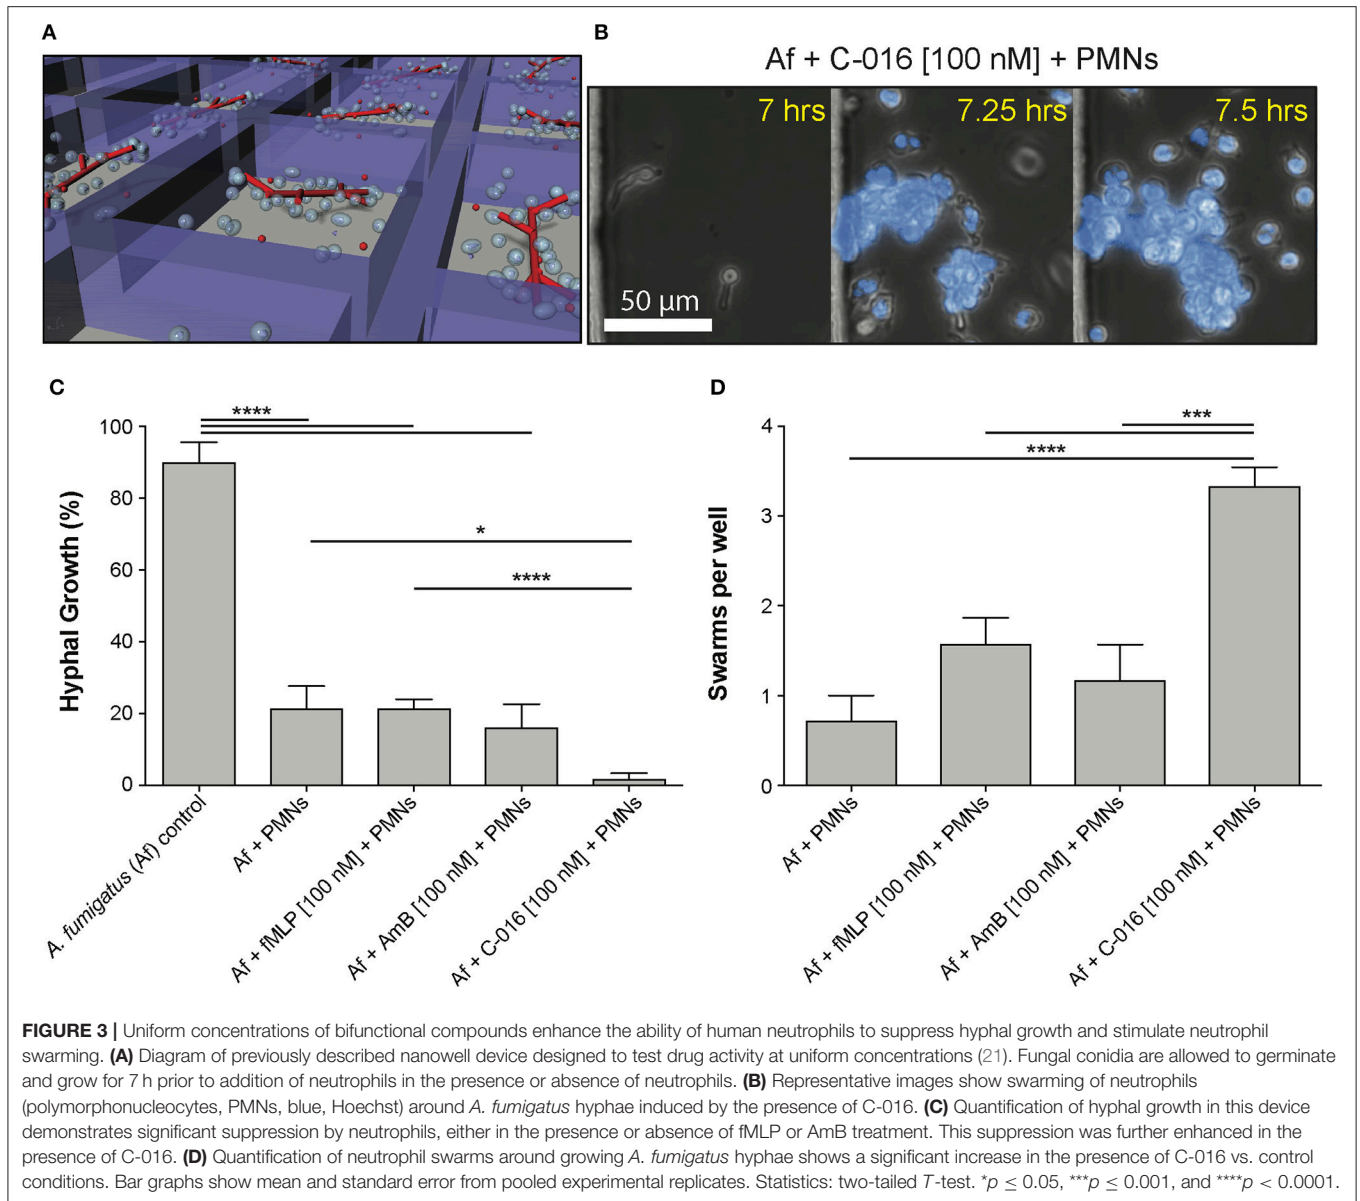 A
B
Af + C-016 [100 nM] + PMNs
7 hrs
7.25 hrs
7.5 hrs
50 µm
C
****
*
****
100
80
60
40
20
0
Hyphal Growth (%)
A. fumigatus (Af) control
Af + PMNs
Af + fMLP [100 nM] + PMNs
Af + AmB [100 nM] + PMNs
Af + C-016 [100 nM] + PMNs
D
***
****
4
3
2
1
0
Swarms per well
Af + PMNs
Af + fMLP [100 nM] + PMNs
Af + AmB [100 nM] + PMNs
Af + C-016 [100 nM] + PMNs
FIGURE 3 | Uniform concentrations of bifunctional compounds enhance the ability of human neutrophils to suppress hyphal growth and stimulate neutrophil
swarming. (A) Diagram of previously described nanowell device designed to test drug activity at uniform concentrations (21). Fungal conidia are allowed to germinate
and grow for 7 h prior to addition of neutrophils in the presence or absence of neutrophils. (B) Representative images show swarming of neutrophils
(polymorphonucleocytes, PMNs, blue, Hoechst) around A. fumigatus hyphae induced by the presence of C-016. (C) Quantification of hyphal growth in this device
demonstrates significant suppression by neutrophils, either in the presence or absence of fMLP or AmB treatment. This suppression was further enhanced in the
presence of C-016. (D) Quantification of neutrophil swarms around growing A. fumigatus hyphae shows a significant increase in the presence of C-016 vs. control
conditions. Bar graphs show mean and standard error from pooled experimental replicates. Statistics: two-tailed T-test. *p ≤ 0.05, ***p ≤ 0.001, and ****p < 0.0001.